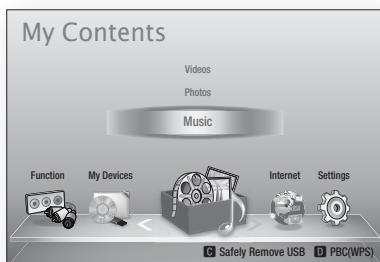 My Contents
Videos
Photos
Music
Function My Devices Internet Settings
C Safely Remove USB D PBC(WPS)